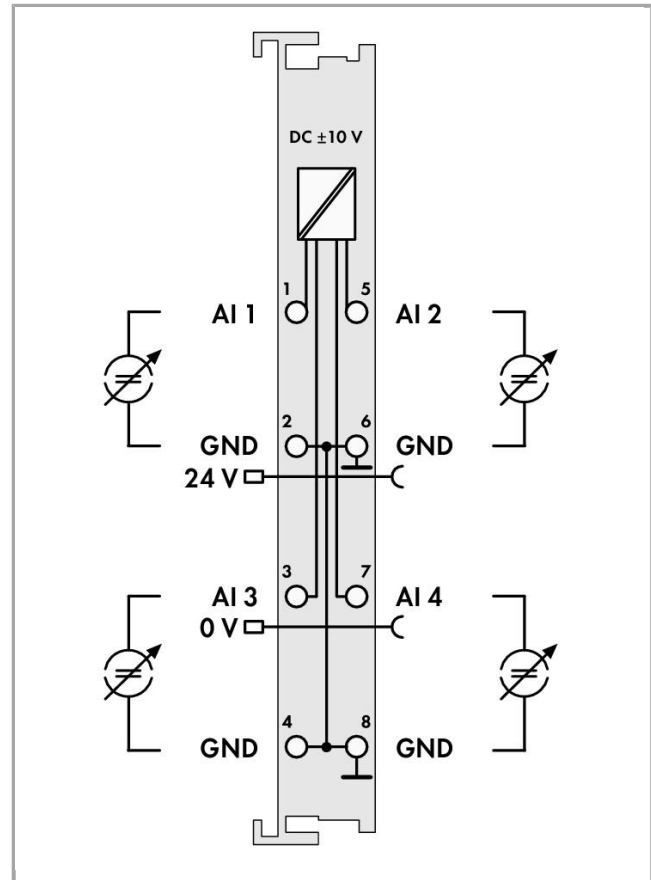 DC ±10 V
1 5
AI 1 AI 2
2 6
GND GND
24 V
3 7
AI 3 AI 4
0 V
4 8
GND GND